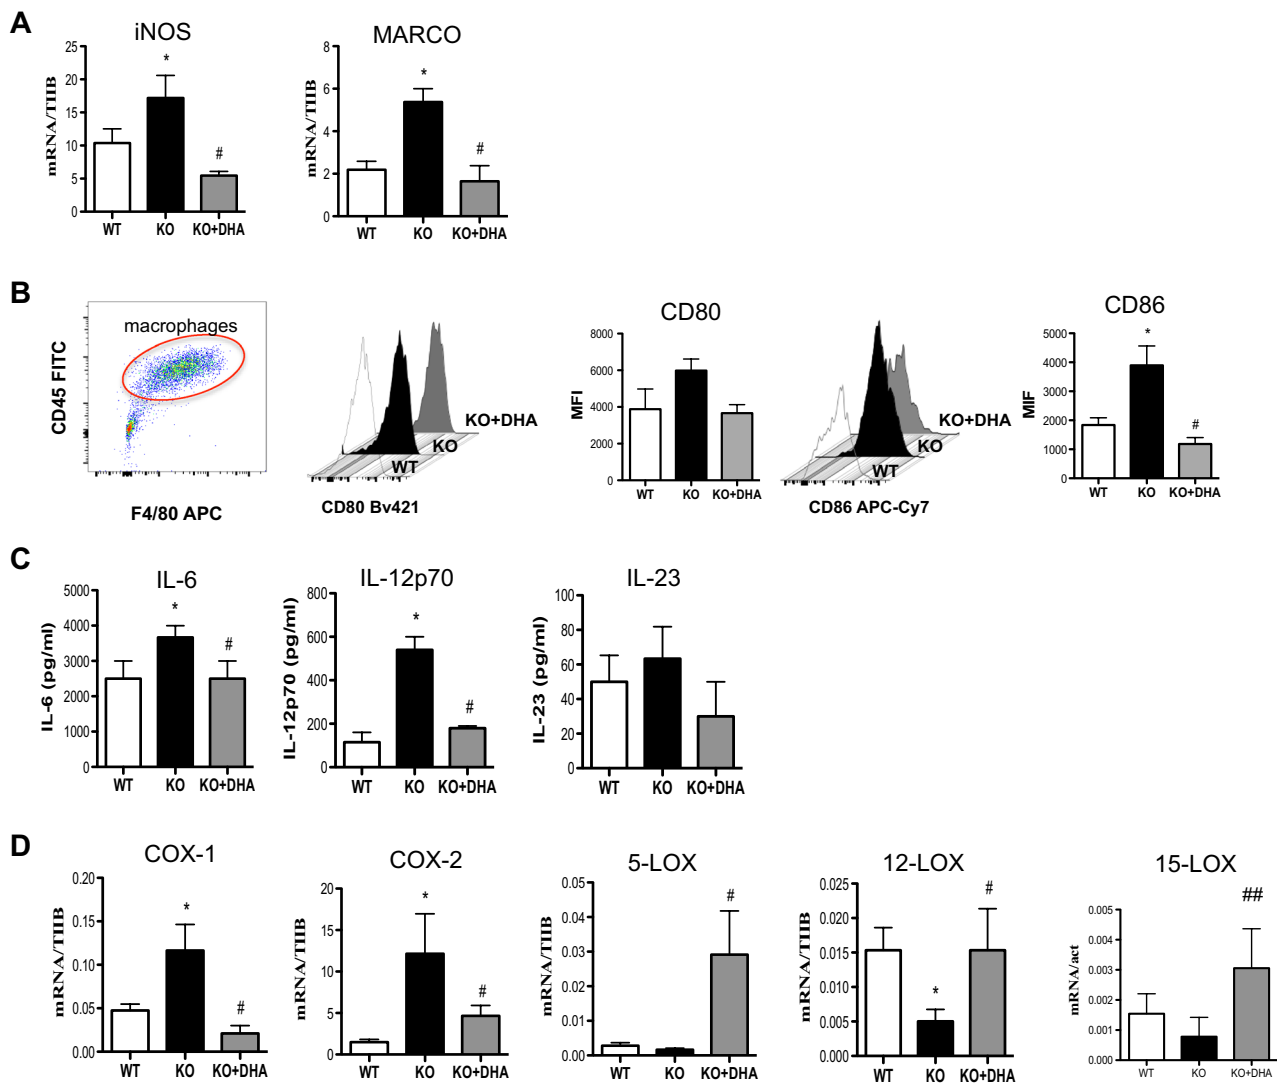 A
iNOS
mRNA/TIIB
25
20
15
10
5
0
*
#
WT KO KO+DHA
MARCO
mRNA/TIIB
8
6
4
2
0
*
#
WT KO KO+DHA
B
CD45 FITC
macrophages
F4/80 APC
WT
KO
KO+DHA
CD80 Bv421
CD80
MFI
8000
6000
4000
2000
0
WT KO KO+DHA
WT
KO
KO+DHA
CD86 APC-Cy7
CD86
MIF
5000
4000
3000
2000
1000
0
*
#
WT KO KO+DHA
C
IL-6
IL-6 (pg/ml)
5000
4000
3000
2000
1000
0
*
#
WT KO KO+DHA
IL-12p70
IL-12p70 (pg/ml)
800
600
400
200
0
*
#
WT KO KO+DHA
IL-23
IL-23 (pg/ml)
100
80
60
40
20
0
WT KO KO+DHA
D
COX-1
mRNA/TIIB
0.20
0.15
0.10
0.05
0.00
*
#
WT KO KO+DHA
COX-2
mRNA/TIIB
20
15
10
5
0
*
#
WT KO KO+DHA
5-LOX
mRNA/TIIB
0.05
0.04
0.03
0.02
0.01
0.00
#
WT KO KO+DHA
12-LOX
mRNA/TIIB
0.025
0.020
0.015
0.010
0.005
0.000
*
#
WT KO KO+DHA
15-LOX
mRNA/act
0.005
0.004
0.003
0.002
0.001
0.000
##
WT KO KO+DHA